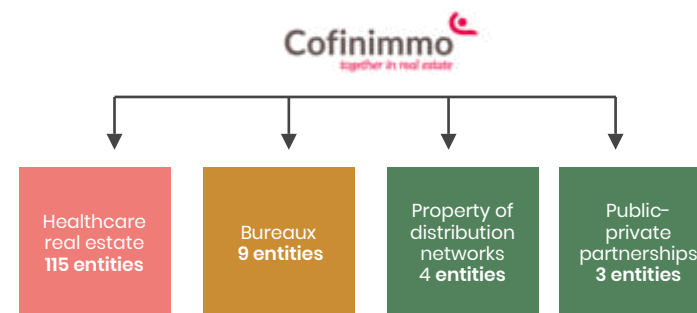 Cofinimmo
together in real estate
Healthcare
real estate
115 entities
Bureaux
9 entities
Property of
distribution
networks
4 entities
Public-
private
partnerships
3 entities